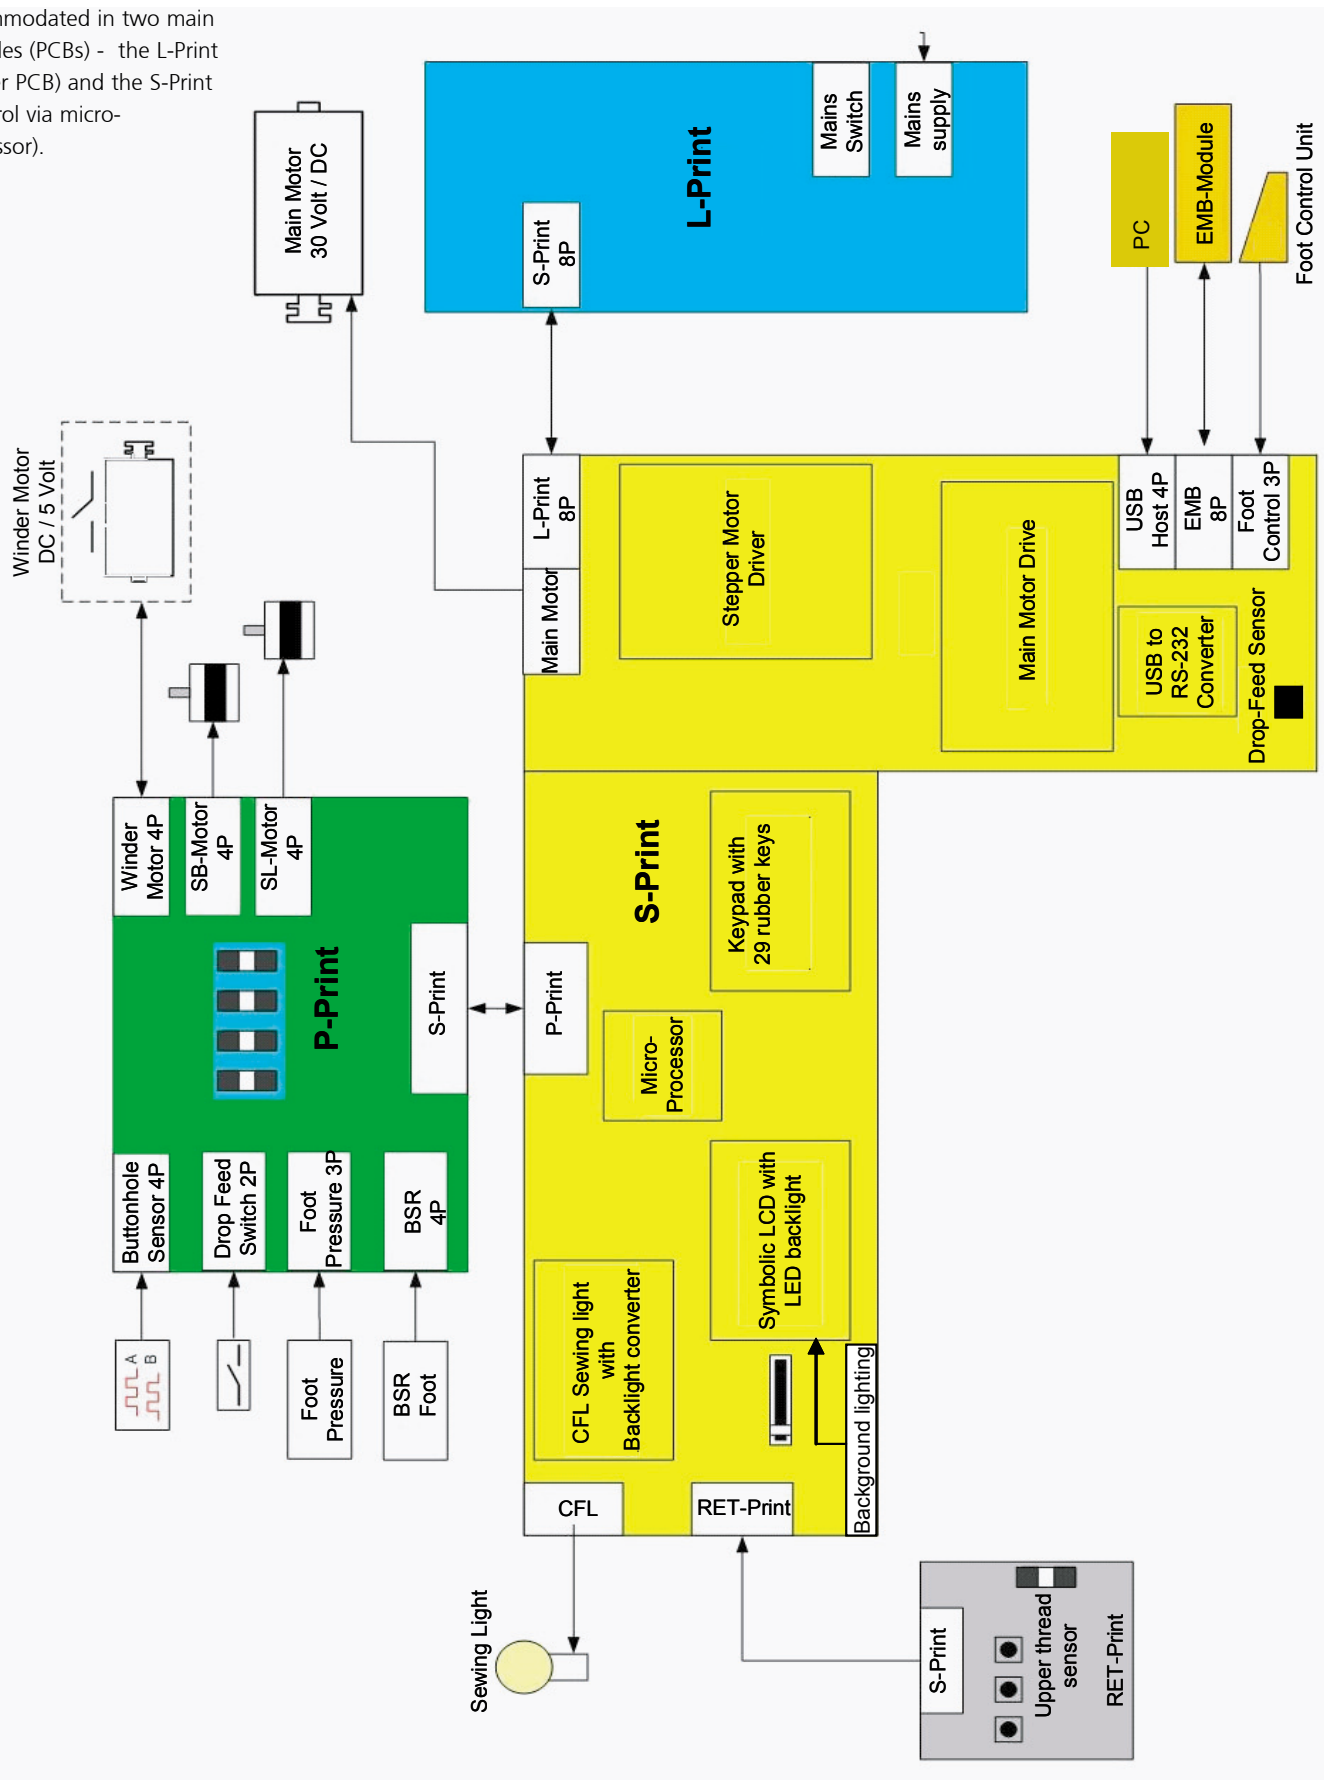 nmodated in two main
les (PCBs) -  the L-Print
r PCB) and the S-Print
rol via micro-
ssor).
Main Motor
30 Volt / DC
L-Print
Mains
Switch
Mains
supply
S-Print
8P
PC
EMB-Module
Foot Control Unit
Winder Motor
DC / 5 Volt
L-Print
8P
Main Motor
Stepper Motor
Driver
Main Motor Drive
USB
Host 4P
EMB
8P
Foot
Control 3P
USB to
RS-232
Converter
Drop-Feed Sensor
Winder
Motor 4P
SB-Motor
4P
SL-Motor
4P
P-Print
S-Print
Buttonhole
Sensor 4P
Drop Feed
Switch 2P
Foot
Pressure 3P
BSR
4P
A
B
Foot
Pressure
BSR
Foot
S-Print
P-Print
Keypad with
29 rubber keys
Micro-
Processor
Symbolic LCD with
LED backlight
CFL Sewing light
with
Backlight converter
Background lighting
CFL
RET-Print
Sewing Light
S-Print
Upper thread
sensor
RET-Print